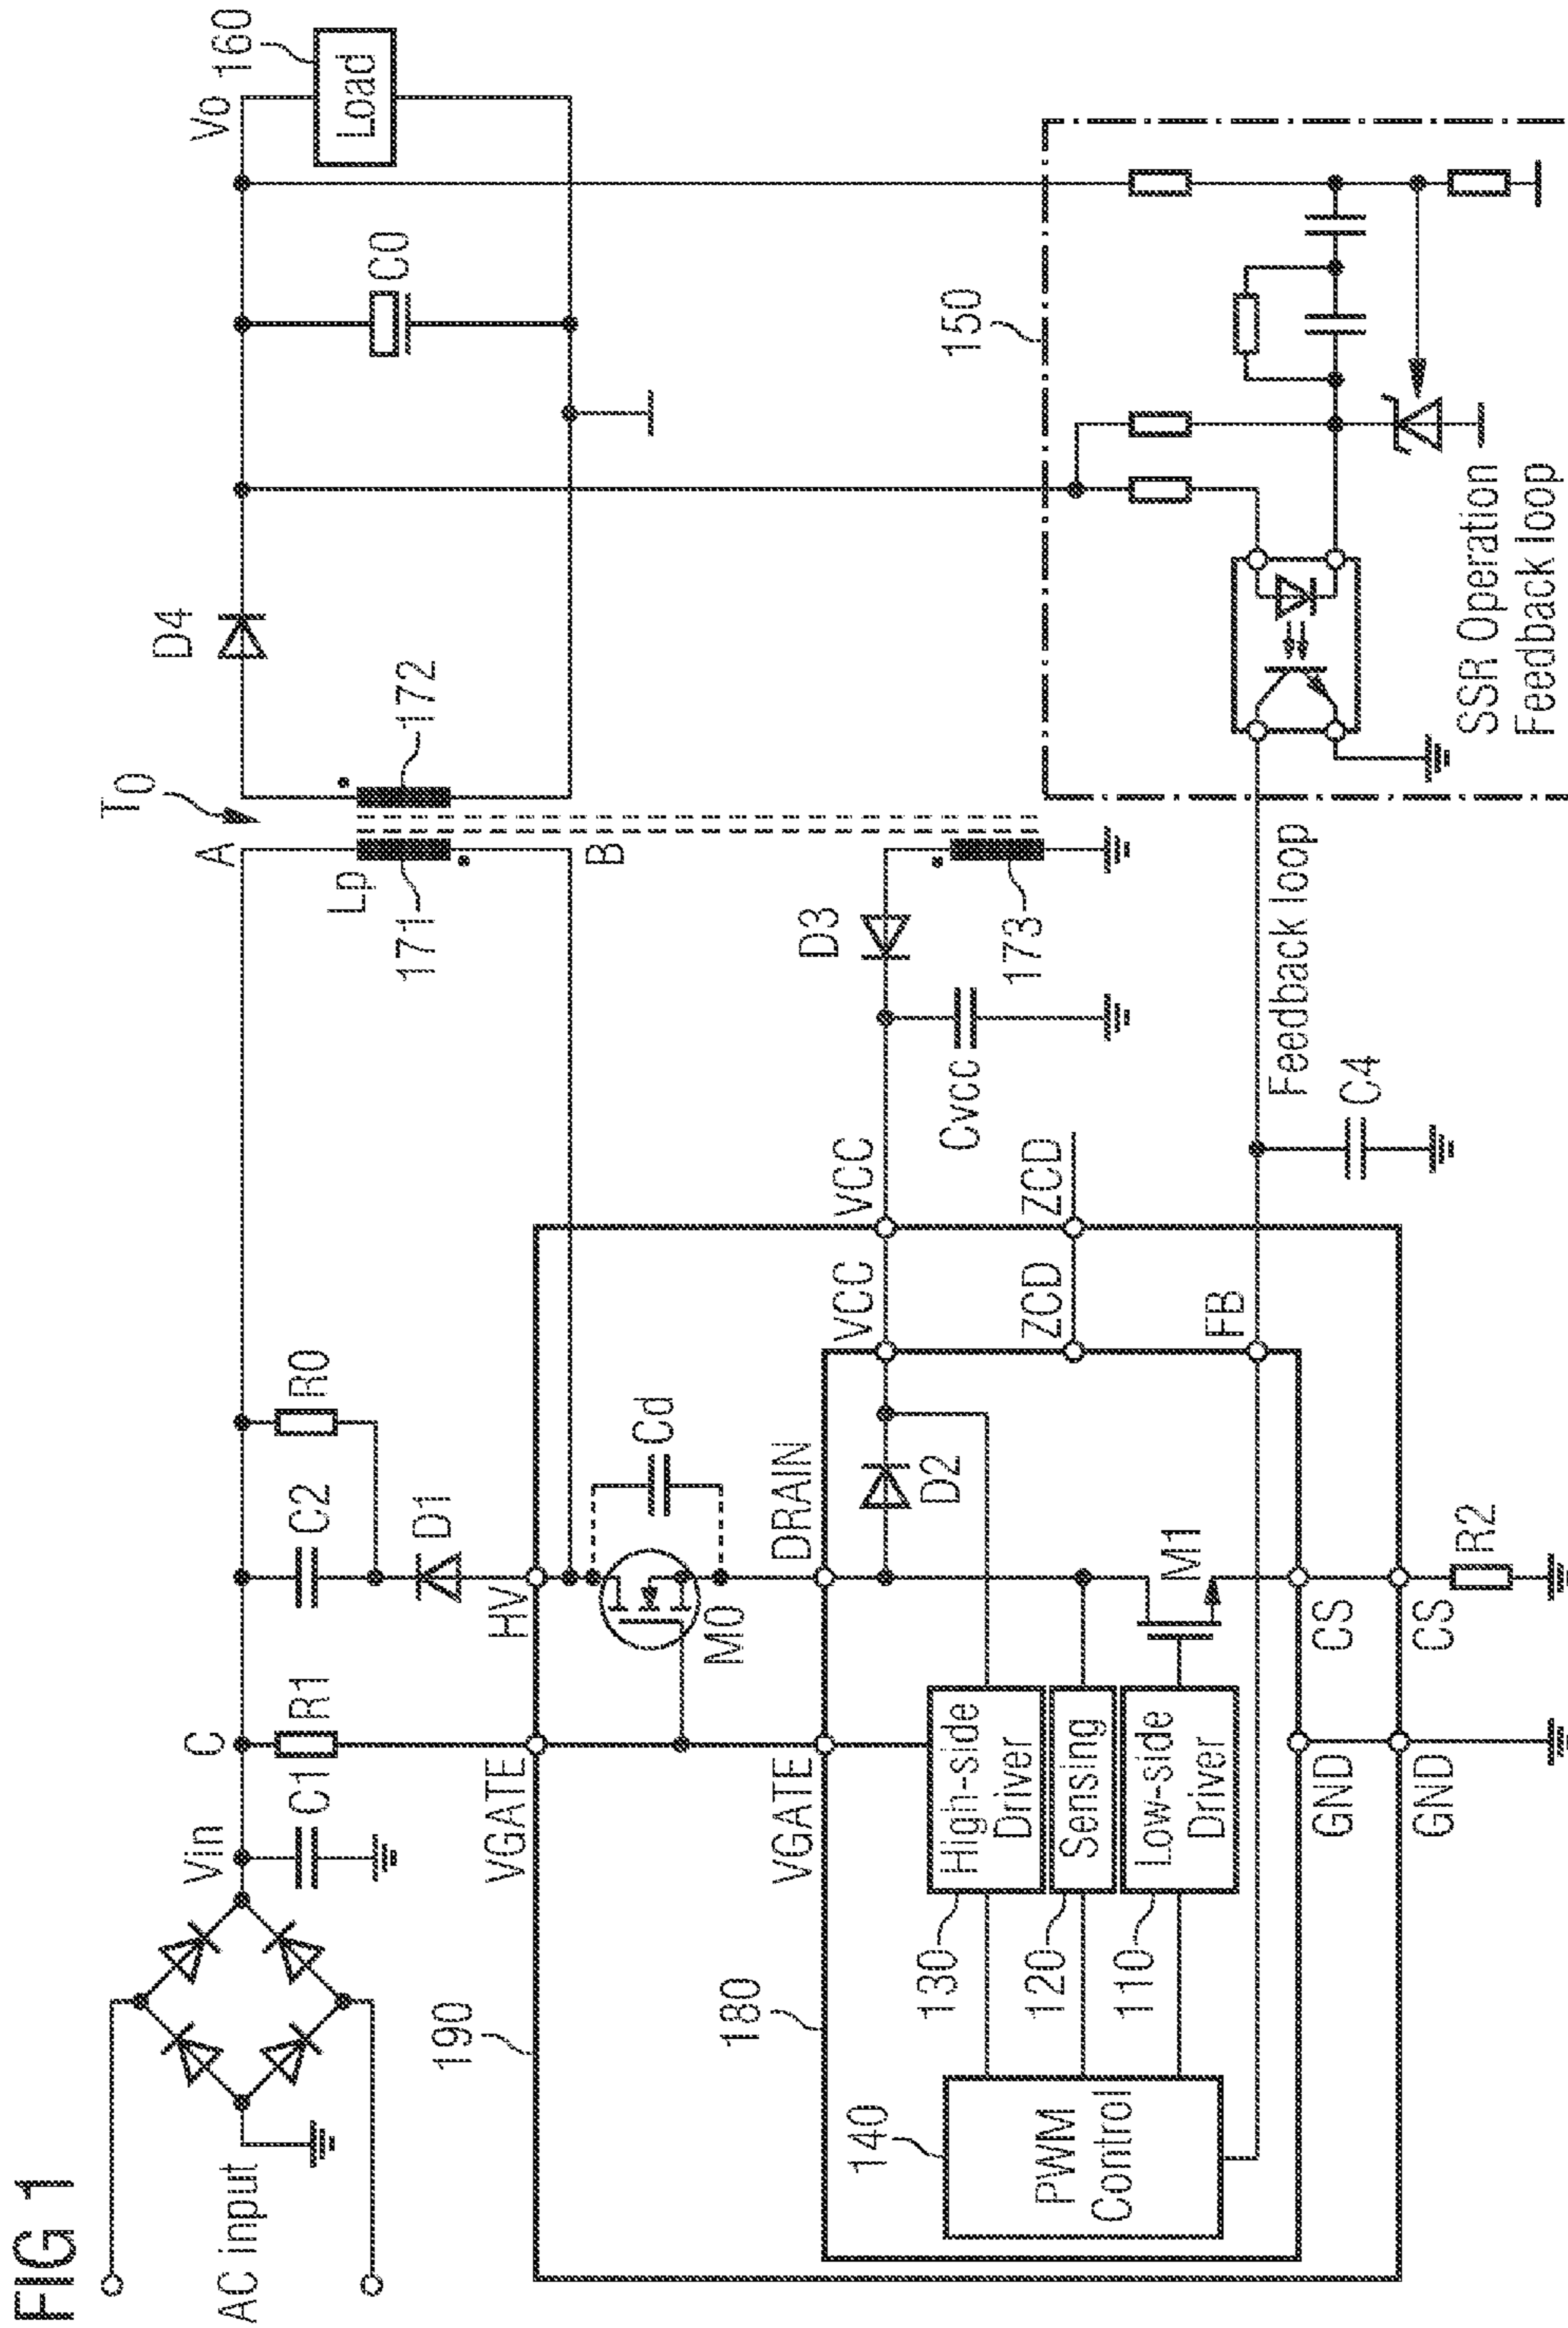 FIG 1
AC input
Vin
C
C1
R1
C2
R0
D1
A
T0
Lp
171
172
B
D4
Vo
160
Load
C0
190
VGATE
HV
M0
Cd
180
VGATE
DRAIN
D2
VCC
VCC
D3
Cvcc
173
ZCD
ZCD
130
High-side
Driver
120
Sensing
110
Low-side
Driver
M1
140
PWM
Control
FB
Feedback loop
C4
GND
CS
GND
CS
R2
150
SSR Operation
Feedback loop